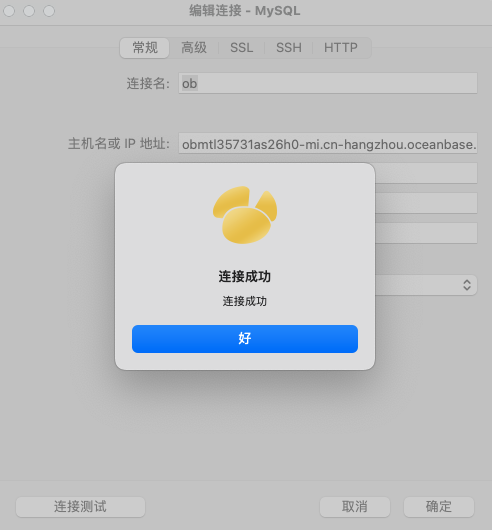 编辑连接 - MySQL
常规 高级 SSL SSH HTTP
连接名: ob
主机名或 IP 地址: obmtl35731as26h0-mi.cn-hangzhou.oceanbase.
连接成功
连接成功
好
连接测试 取消 确定